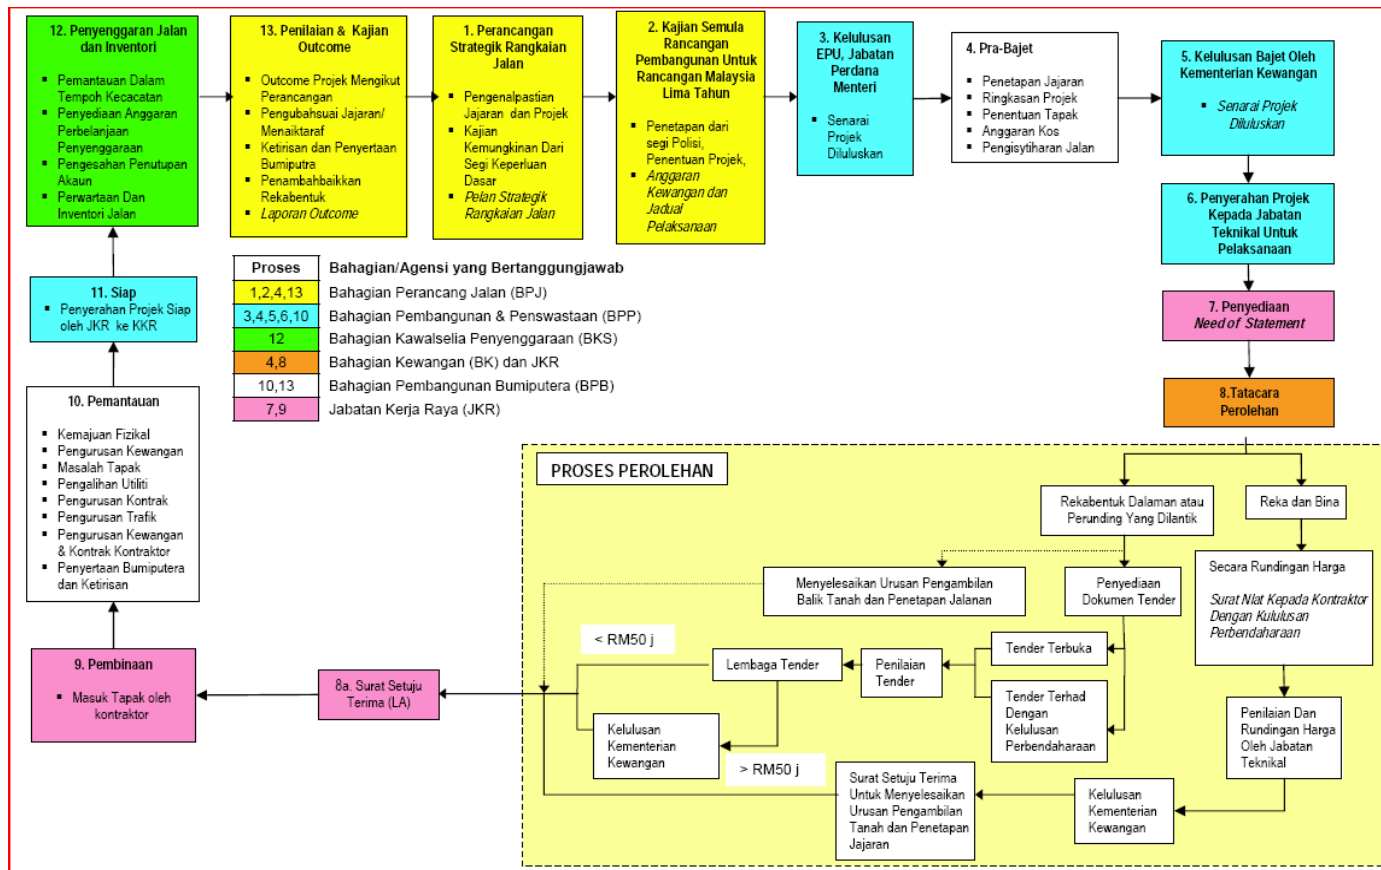 12. Penyenggaran Jalan
dan Inventori
▪ Pemantauan Dalam
Tempoh Kecacatan
▪ Penyediaan Anggaran
Perbelanjaan
Penyenggaraan
▪ Pengesahan Penutupan
Akaun
▪ Perwartaan Dan
Inventori Jalan
13. Penilaian & Kajian
Outcome
▪ Outcome Projek Mengikut
Perancangan
▪ Pengubahsuai Jajaran/
Menaiktaraf
▪ Ketirisan dan Penyertaan
Bumiputra
▪ Penambahbaikkan
Rekabentuk
▪ Laporan Outcome
1. Perancangan
Strategik Rangkaian
Jalan
▪ Pengenalpastian
Jajaran dan Projek
▪ Kajian
Kemungkinan Dari
Segi Keperluan
Dasar
▪ Pelan Strategik
Rangkaian Jalan
2. Kajian Semula
Rancangan
Pembangunan Untuk
Rancangan Malaysia
Lima Tahun
▪ Penetapan dari
segi Polisi,
Penentuan Projek,
▪ Anggaran
Kewangan dan
Jadual
Pelaksanaan
3. Kelulusan
EPU, Jabatan
Perdana
Menteri
▪ Senarai
Projek
Diluluskan
4. Pra-Bajet
▪ Penetapan Jajaran
▪ Ringkasan Projek
▪ Penentuan Tapak
▪ Anggaran Kos
▪ Pengisytiharan Jalan
5. Kelulusan Bajet Oleh
Kementerian Kewangan
▪ Senarai Projek
Diluluskan
6. Penyerahan Projek
Kepada Jabatan
Teknikal Untuk
Pelaksanaan
7. Penyediaan
Need of Statement
8.Tatacara
Perolehan
Proses Bahagian/Agensi yang Bertanggungjawab
1,2,4,13 Bahagian Perancang Jalan (BPJ)
3,4,5,6,10 Bahagian Pembangunan & Penswastaan (BPP)
12 Bahagian Kawalselia Penyenggaraan (BKS)
4,8 Bahagian Kewangan (BK) dan JKR
10,13 Bahagian Pembangunan Bumiputera (BPB)
7,9 Jabatan Kerja Raya (JKR)
11. Siap
▪ Penyerahan Projek Siap
oleh JKR ke KKR
10. Pemantauan
▪ Kemajuan Fizikal
▪ Pengurusan Kewangan
▪ Masalah Tapak
▪ Pengalihan Utiliti
▪ Pengurusan Kontrak
▪ Pengurusan Trafik
▪ Pengurusan Kewangan
& Kontrak Kontraktor
▪ Penyertaan Bumiputera
dan Ketirisan
9. Pembinaan
▪ Masuk Tapak oleh
kontraktor
8a. Surat Setuju
Terima (LA)
PROSES PEROLEHAN
Rekabentuk Dalaman atau
Perunding Yang Dilantik
Reka dan Bina
Menyelesaikan Urusan Pengambilan
Balik Tanah dan Penetapan Jalanan
Penyediaan
Dokumen Tender
Secara Rundingan Harga
Surat NIat Kepada Kontraktor
Dengan Kululusan
Perbendaharaan
< RM50 j
Lembaga Tender
Penilaian
Tender
Tender Terbuka
Tender Terhad
Dengan
Kelulusan
Perbendaharaan
Kelulusan
Kementerian
Kewangan
> RM50 j
Penilaian Dan
Rundingan Harga
Oleh Jabatan
Teknikal
Surat Setuju Terima
Untuk Menyelesaikan
Urusan Pengambilan
Tanah dan Penetapan
Jajaran
Kelulusan
Kementerian
Kewangan